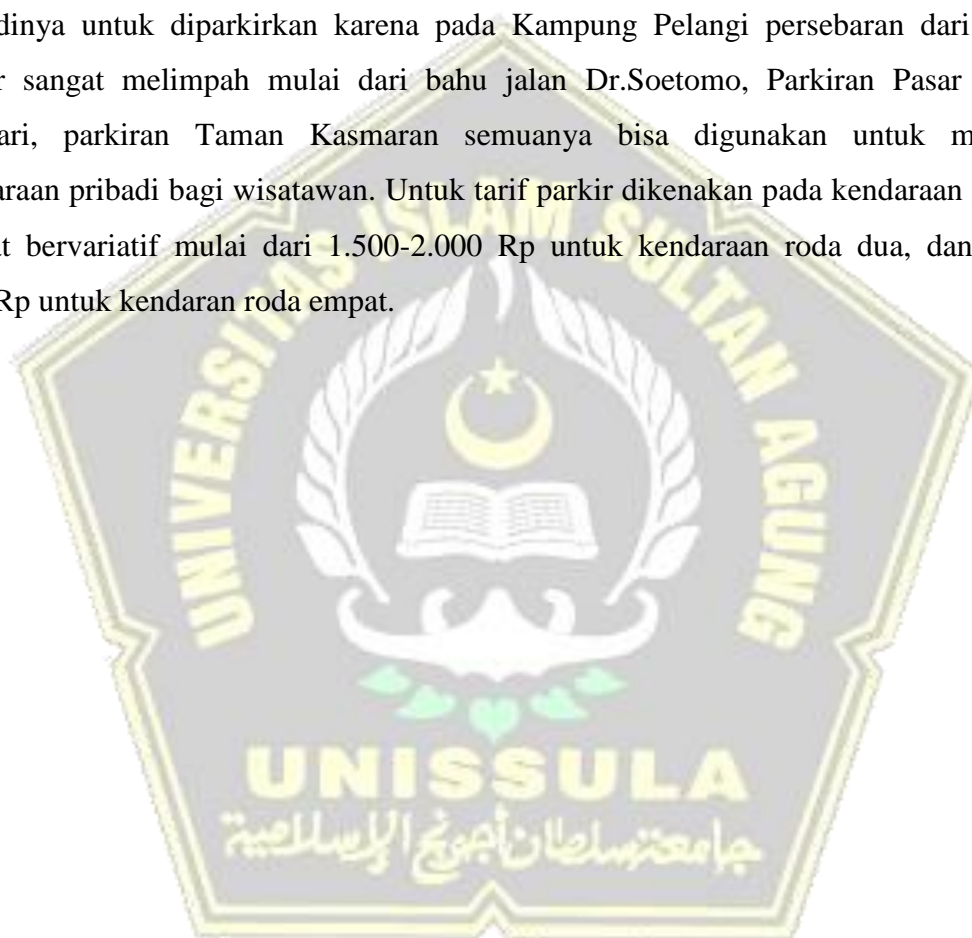 dinya untuk diparkirkan karena pada Kampung Pelangi persebaran dari
r sangat melimpah mulai dari bahu jalan Dr.Soetomo, Parkiran Pasar
ari, parkiran Taman Kasmaran semuanya bisa digunakan untuk m
araan pribadi bagi wisatawan. Untuk tarif parkir dikenakan pada kendaraan
at bervariatif mulai dari 1.500-2.000 Rp untuk kendaraan roda dua, dan
Rp untuk kendaran roda empat.
UNIVERSITAS ISLAM SULTAN AGUNG
UNISSULA
جامعة سلطان أجونج الإسلامية